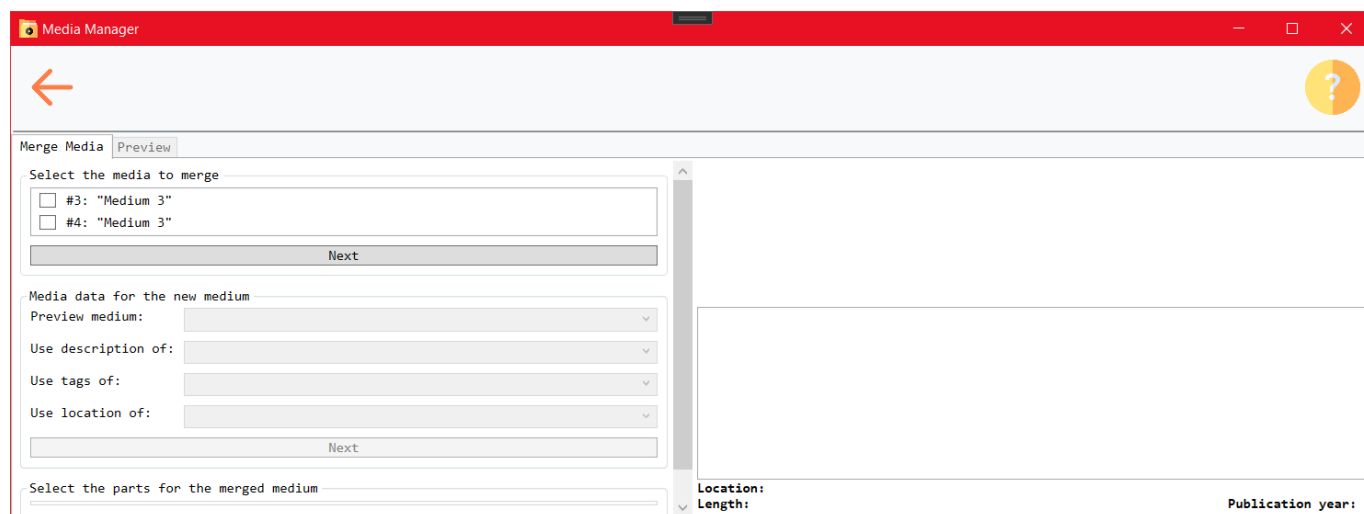 Media Manager
?
Merge Media Preview
Select the media to merge
#3: "Medium 3"
#4: "Medium 3"
Next
Media data for the new medium
Preview medium:
Use description of:
Use tags of:
Use location of:
Next
Select the parts for the merged medium
Location:
Length: Publication year: